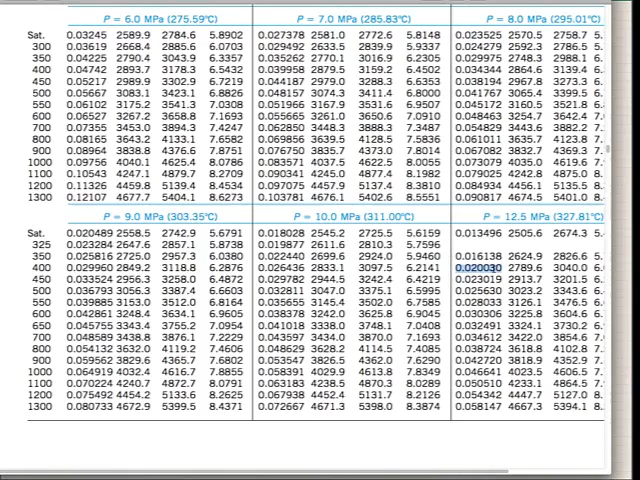 P = 6.0 MPa (275.59°C) P = 7.0 MPa (285.83°C) P = 8.0 MPa (295.01°C)
Sat. 0.03245 2589.9 2784.6 5.8902 0.027378 2581.0 2772.6 5.8148 0.023525 2570.5 2758.7 5.
300 0.03619 2668.4 2885.6 6.0703 0.029492 2633.5 2839.9 5.9337 0.024279 2592.3 2786.5 5.
350 0.04225 2790.4 3043.9 6.3357 0.035262 2770.1 3016.9 6.2305 0.029975 2748.3 2988.1 6.
400 0.04742 2893.7 3178.3 6.5432 0.039958 2879.5 3159.2 6.4502 0.034344 2864.6 3139.4 6.
450 0.05217 2989.9 3302.9 6.7219 0.044187 2979.0 3288.3 6.6353 0.038194 2967.8 3273.3 6.
500 0.05667 3083.1 3423.1 6.8826 0.048157 3074.3 3411.4 6.8000 0.041767 3065.4 3399.5 6.
550 0.06102 3175.2 3541.3 7.0308 0.051966 3167.9 3531.6 6.9507 0.045172 3160.5 3521.8 6.
600 0.06527 3267.2 3658.8 7.1693 0.055665 3261.0 3650.6 7.0910 0.048463 3254.7 3642.4 7.
700 0.07355 3453.0 3894.3 7.4247 0.062850 3448.3 3888.3 7.3487 0.054829 3443.6 3882.2 7.
800 0.08165 3643.2 4133.1 7.6582 0.069856 3639.5 4128.5 7.5836 0.061011 3635.7 4123.8 7.
900 0.08964 3838.8 4376.6 7.8751 0.076750 3835.7 4373.0 7.8014 0.067082 3832.7 4369.3 7.
1000 0.09756 4040.1 4625.4 8.0786 0.083571 4037.5 4622.5 8.0055 0.073079 4035.0 4619.6 7.
1100 0.10543 4247.1 4879.7 8.2709 0.090341 4245.0 4877.4 8.1982 0.079025 4242.8 4875.0 8.
1200 0.11326 4459.8 5139.4 8.4534 0.097075 4457.9 5137.4 8.3810 0.084934 4456.1 5135.5 8.
1300 0.12107 4677.7 5404.1 8.6273 0.103781 4676.1 5402.6 8.5551 0.090817 4674.5 5401.0 8.
P = 9.0 MPa (303.35°C) P = 10.0 MPa (311.00°C) P = 12.5 MPa (327.81°C)
Sat. 0.020489 2558.5 2742.9 5.6791 0.018028 2545.2 2725.5 5.6159 0.013496 2505.6 2674.3 5.
325 0.023284 2647.6 2857.1 5.8738 0.019877 2611.6 2810.3 5.7596
350 0.025816 2725.0 2957.3 6.0380 0.022440 2699.6 2924.0 5.9460 0.016138 2624.9 2826.6 5.
400 0.029960 2849.2 3118.8 6.2876 0.026436 2833.1 3097.5 6.2141 0.020030 2789.6 3040.0 6.
450 0.033524 2956.3 3258.0 6.4872 0.029782 2944.5 3242.4 6.4219 0.023019 2913.7 3201.5 6.
500 0.036793 3056.3 3387.4 6.6603 0.032811 3047.0 3375.1 6.5995 0.025630 3023.2 3343.6 6.
550 0.039885 3153.0 3512.0 6.8164 0.035655 3145.4 3502.0 6.7585 0.028033 3126.1 3476.5 6.
600 0.042861 3248.4 3634.1 6.9605 0.038378 3242.0 3625.8 6.9045 0.030306 3225.8 3604.6 6.
650 0.045755 3343.4 3755.2 7.0954 0.041018 3338.0 3748.1 7.0408 0.032491 3324.1 3730.2 6.
700 0.048589 3438.8 3876.1 7.2229 0.043597 3434.0 3870.0 7.1693 0.034612 3422.0 3854.6 7.
800 0.054132 3632.0 4119.2 7.4606 0.048629 3628.2 4114.5 7.4085 0.038724 3618.8 4102.8 7.
900 0.059562 3829.6 4365.7 7.6802 0.053547 3826.5 4362.0 7.6290 0.042720 3818.9 4352.9 7.
1000 0.064919 4032.4 4616.7 7.8855 0.058391 4029.9 4613.8 7.8349 0.046641 4023.5 4606.5 7.
1100 0.070224 4240.7 4872.7 8.0791 0.063183 4238.5 4870.3 8.0289 0.050510 4233.1 4864.5 7.
1200 0.075492 4454.2 5133.6 8.2625 0.067938 4452.4 5131.7 8.2126 0.054342 4447.7 5127.0 8.
1300 0.080733 4672.9 5399.5 8.4371 0.072667 4671.3 5398.0 8.3874 0.058147 4667.3 5394.1 8.